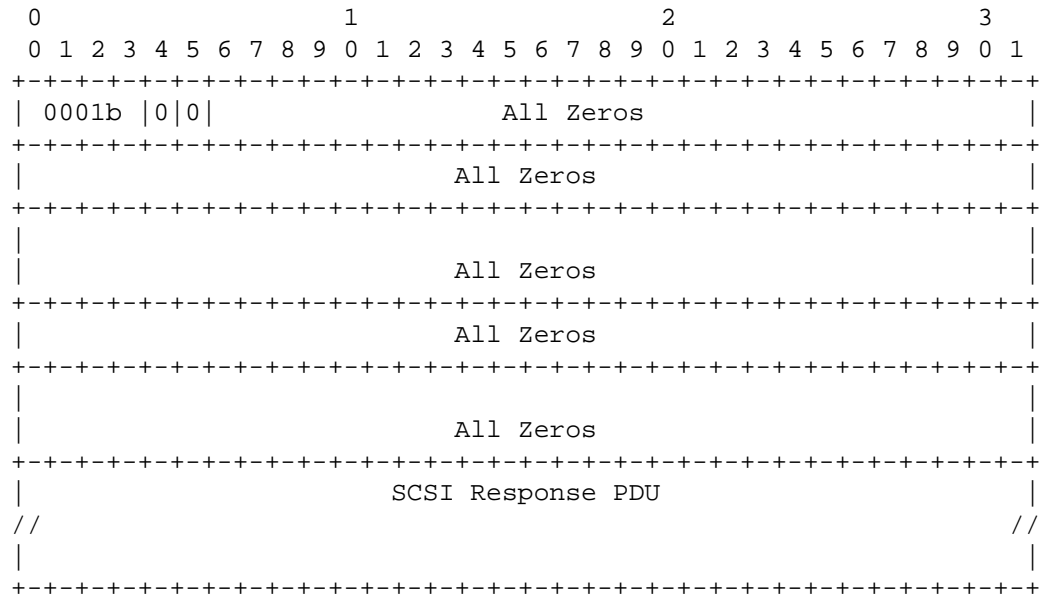 0                   1                   2                   3
 0 1 2 3 4 5 6 7 8 9 0 1 2 3 4 5 6 7 8 9 0 1 2 3 4 5 6 7 8 9 0 1
+-+-+-+-+-+-+-+-+-+-+-+-+-+-+-+-+-+-+-+-+-+-+-+-+-+-+-+-+-+-+-+-+
| 0001b |0|0|                  All Zeros                        |
+-+-+-+-+-+-+-+-+-+-+-+-+-+-+-+-+-+-+-+-+-+-+-+-+-+-+-+-+-+-+-+-+
|                           All Zeros                           |
+-+-+-+-+-+-+-+-+-+-+-+-+-+-+-+-+-+-+-+-+-+-+-+-+-+-+-+-+-+-+-+-+
|                                                               |
|                           All Zeros                           |
+-+-+-+-+-+-+-+-+-+-+-+-+-+-+-+-+-+-+-+-+-+-+-+-+-+-+-+-+-+-+-+-+
|                           All Zeros                           |
+-+-+-+-+-+-+-+-+-+-+-+-+-+-+-+-+-+-+-+-+-+-+-+-+-+-+-+-+-+-+-+-+
|                                                               |
|                           All Zeros                           |
+-+-+-+-+-+-+-+-+-+-+-+-+-+-+-+-+-+-+-+-+-+-+-+-+-+-+-+-+-+-+-+-+
|                       SCSI Response PDU                       |
//                                                             //
|                                                               |
+-+-+-+-+-+-+-+-+-+-+-+-+-+-+-+-+-+-+-+-+-+-+-+-+-+-+-+-+-+-+-+-+